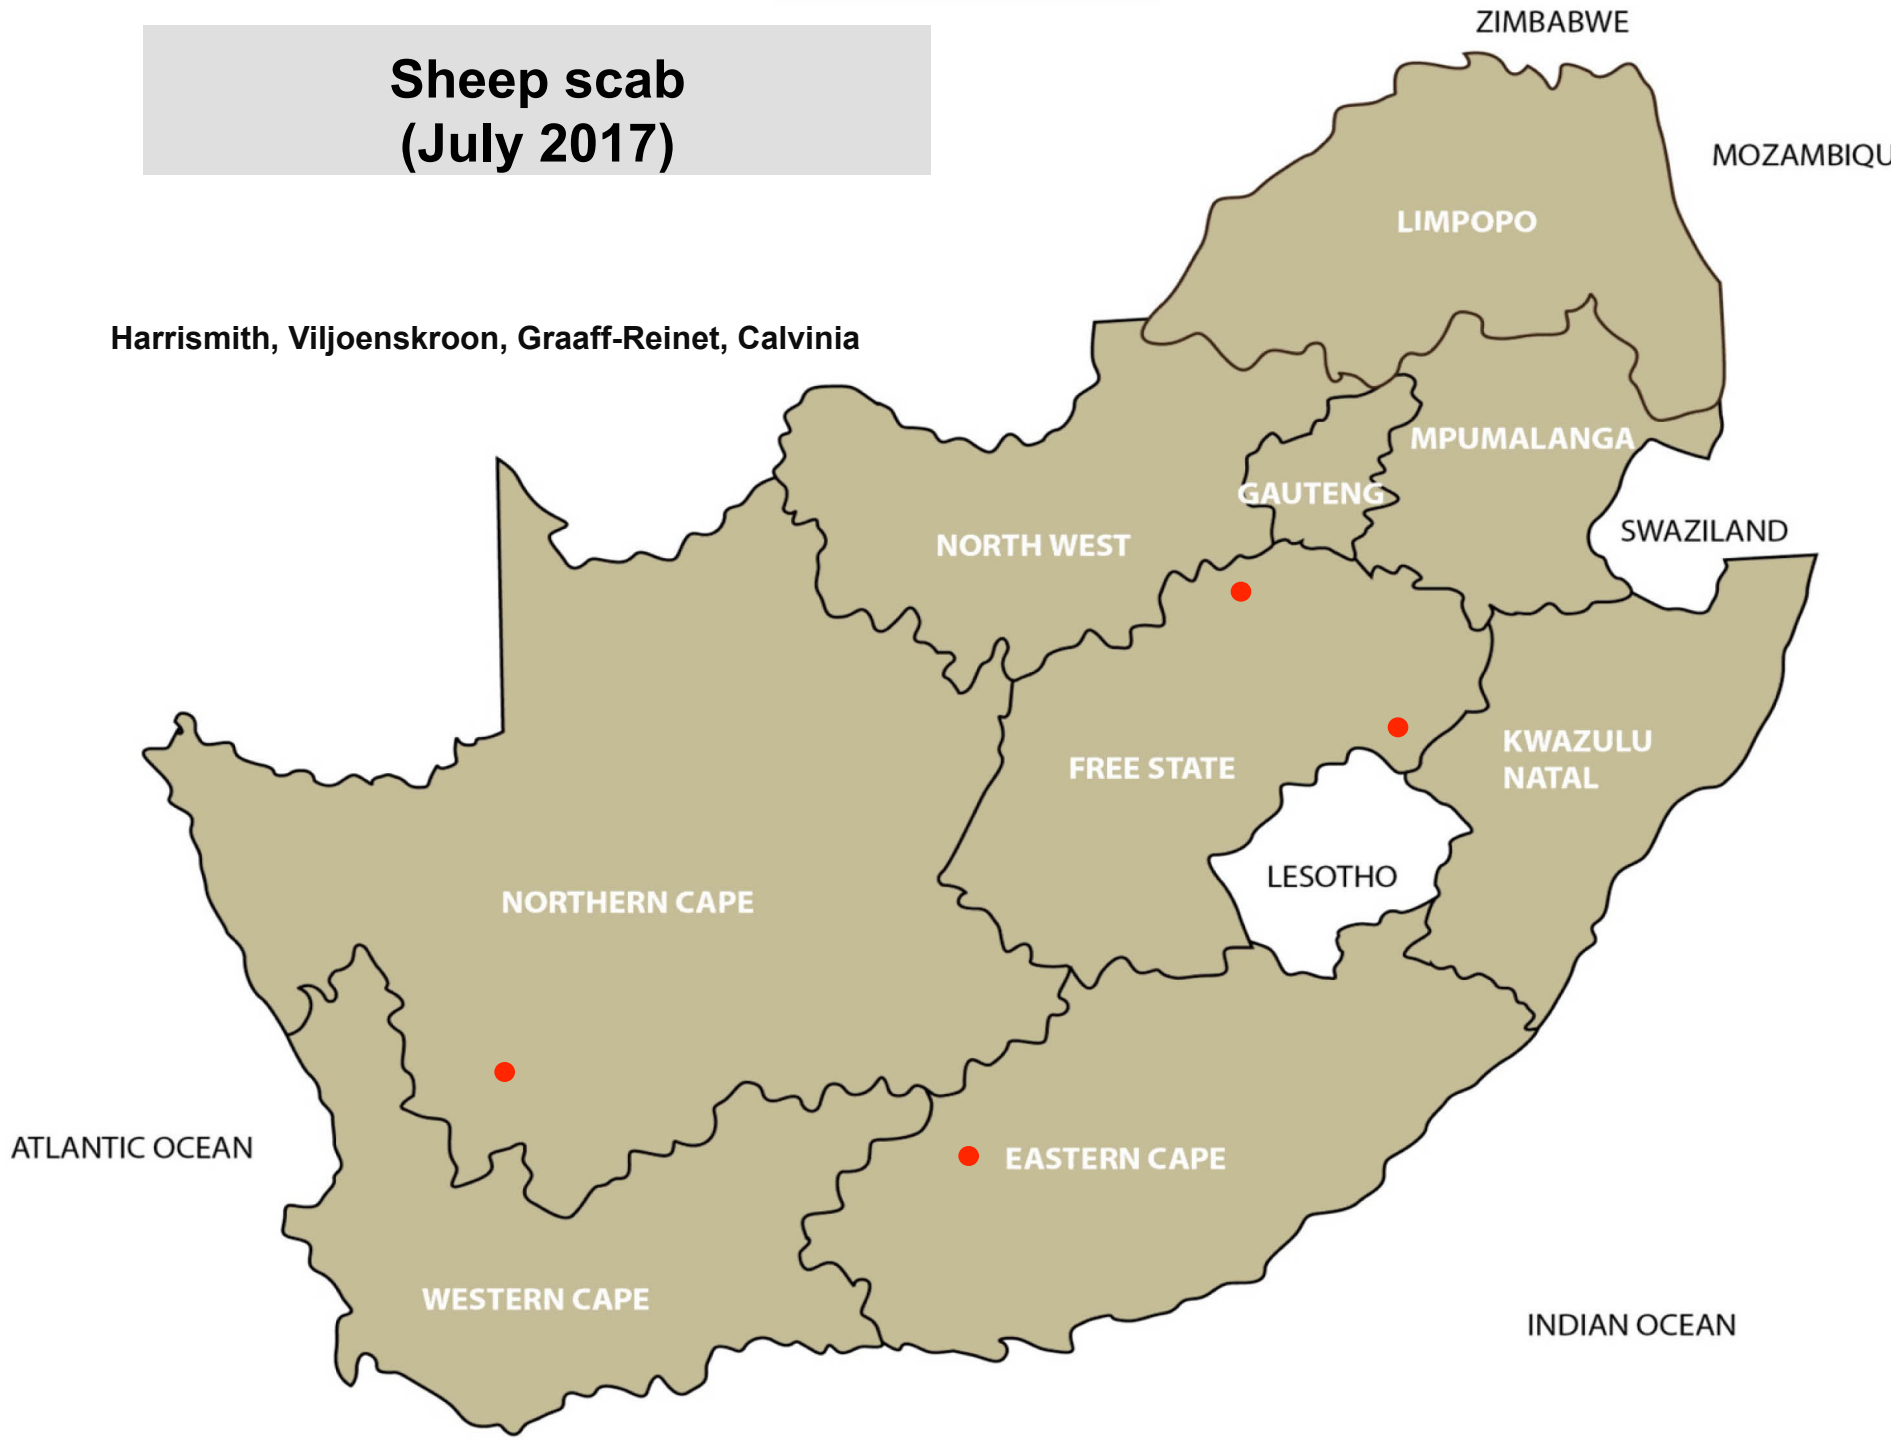 Sheep scab
(July 2017)
Harrismith, Viljoenskroon, Graaff-Reinet, Calvinia
ZIMBABWE
MOZAMBIQU
LIMPOPO
MPUMALANGA
GAUTENG
SWAZILAND
NORTH WEST
KWAZULU
NATAL
FREE STATE
LESOTHO
NORTHERN CAPE
ATLANTIC OCEAN
EASTERN CAPE
WESTERN CAPE
INDIAN OCEAN